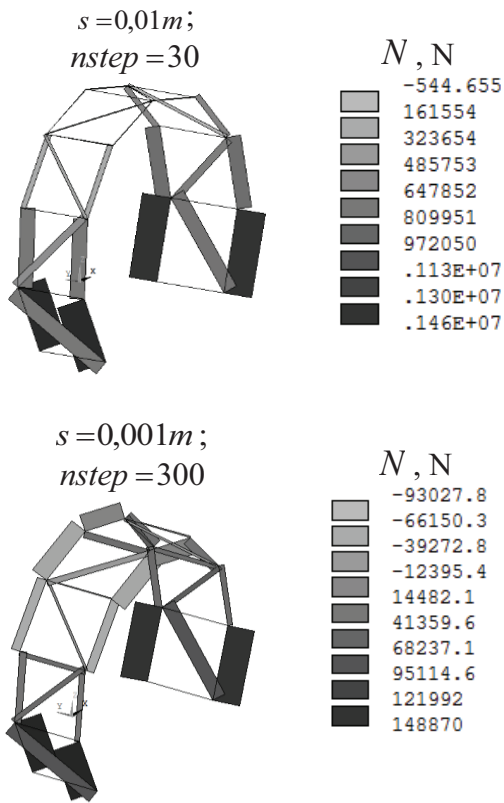 s = 0,01m;
nstep = 30
N , N
-544.655
161554
323654
485753
647852
809951
972050
.113E+07
.130E+07
.146E+07
Y
X
s = 0,001m;
nstep = 300
N , N
-93027.8
-66150.3
-39272.8
-12395.4
14482.1
41359.6
68237.1
95114.6
121992
148870
Y
X